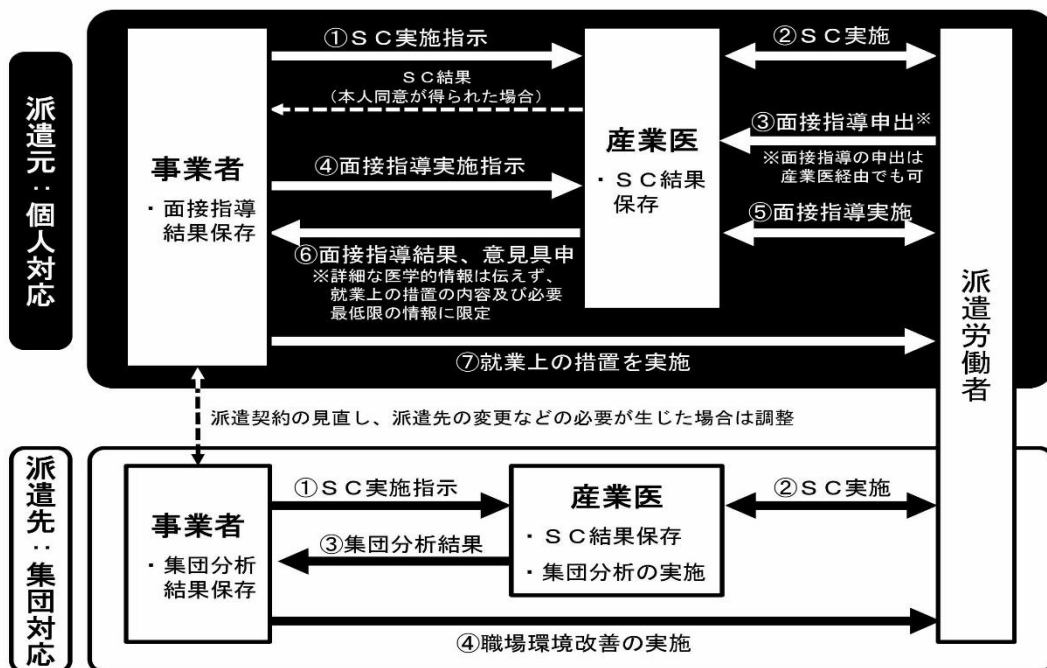 派遣元：個人対応
事業者
・面接指導
結果保存
①ＳＣ実施指示
ＳＣ結果
（本人同意が得られた場合）
④面接指導実施指示
⑥面接指導結果、意見具申
※詳細な医学的情報は伝えず、
就業上の措置の内容及び必要
最低限の情報に限定
⑦就業上の措置を実施
産業医
・ＳＣ結果
保存
②ＳＣ実施
③面接指導申出※
※面接指導の申出は
産業医経由でも可
⑤面接指導実施
派遣労働者
派遣契約の見直し、派遣先の変更などの必要が生じた場合は調整
派遣先：集団対応
事業者
・集団分析
結果保存
①ＳＣ実施指示
③集団分析結果
産業医
・ＳＣ結果保存
・集団分析の実施
②ＳＣ実施
④職場環境改善の実施